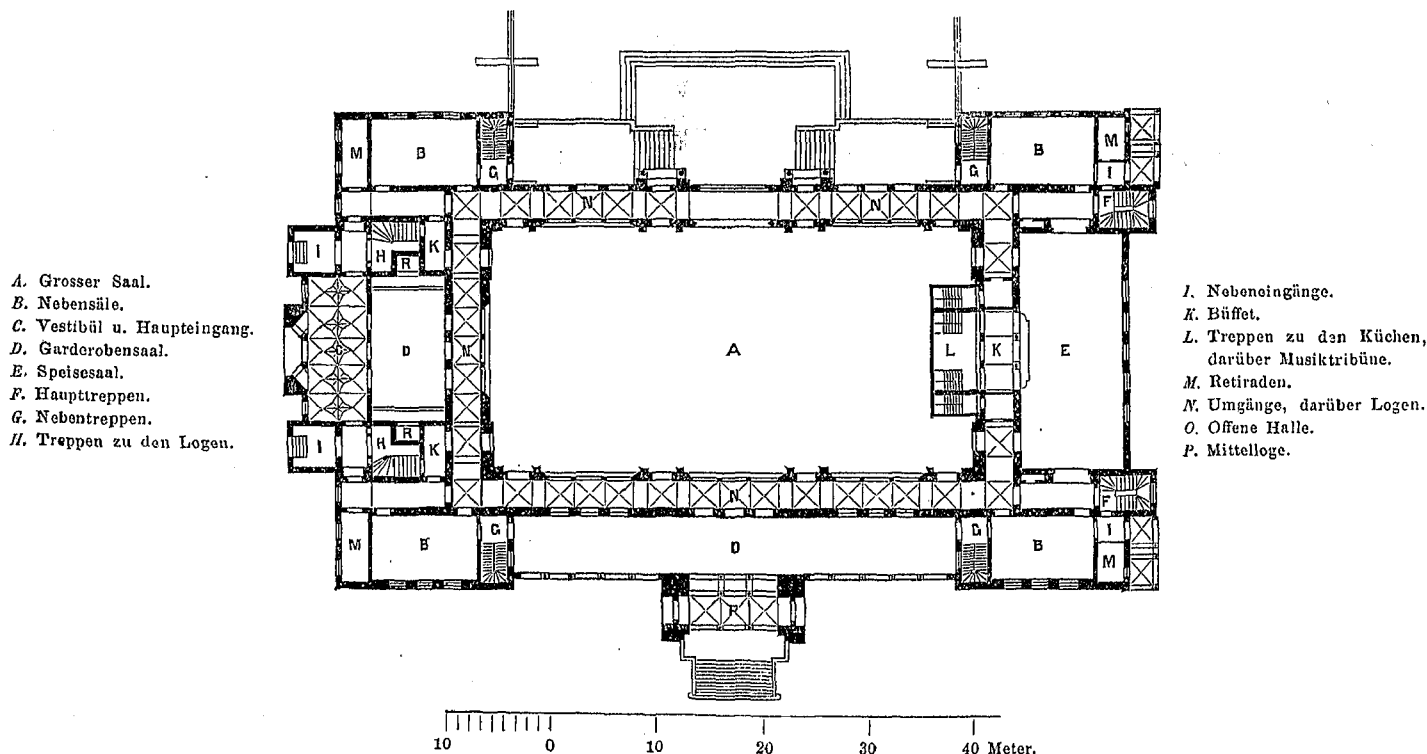 M B G G B M
I
N N F
I H K
R
A. Grosser Saal.
B. Nebensäle.
C. Vestibül u. Haupteingang.
D. Garderobensaal.
E. Speisesaal.
F. Haupttreppen.
G. Nebentreppen.
H. Treppen zu den Logen.
C D N A L K E
I. Nebeneingänge.
K. Büffet.
L. Treppen zu den Küchen,
darüber Musiktribüne.
M. Retiraden.
N. Umgänge, darüber Logen.
O. Offene Halle.
P. Mittelloge.
R
I H K
N F
M B G D G B I
M
10 0 10 20 30 40 Meter.